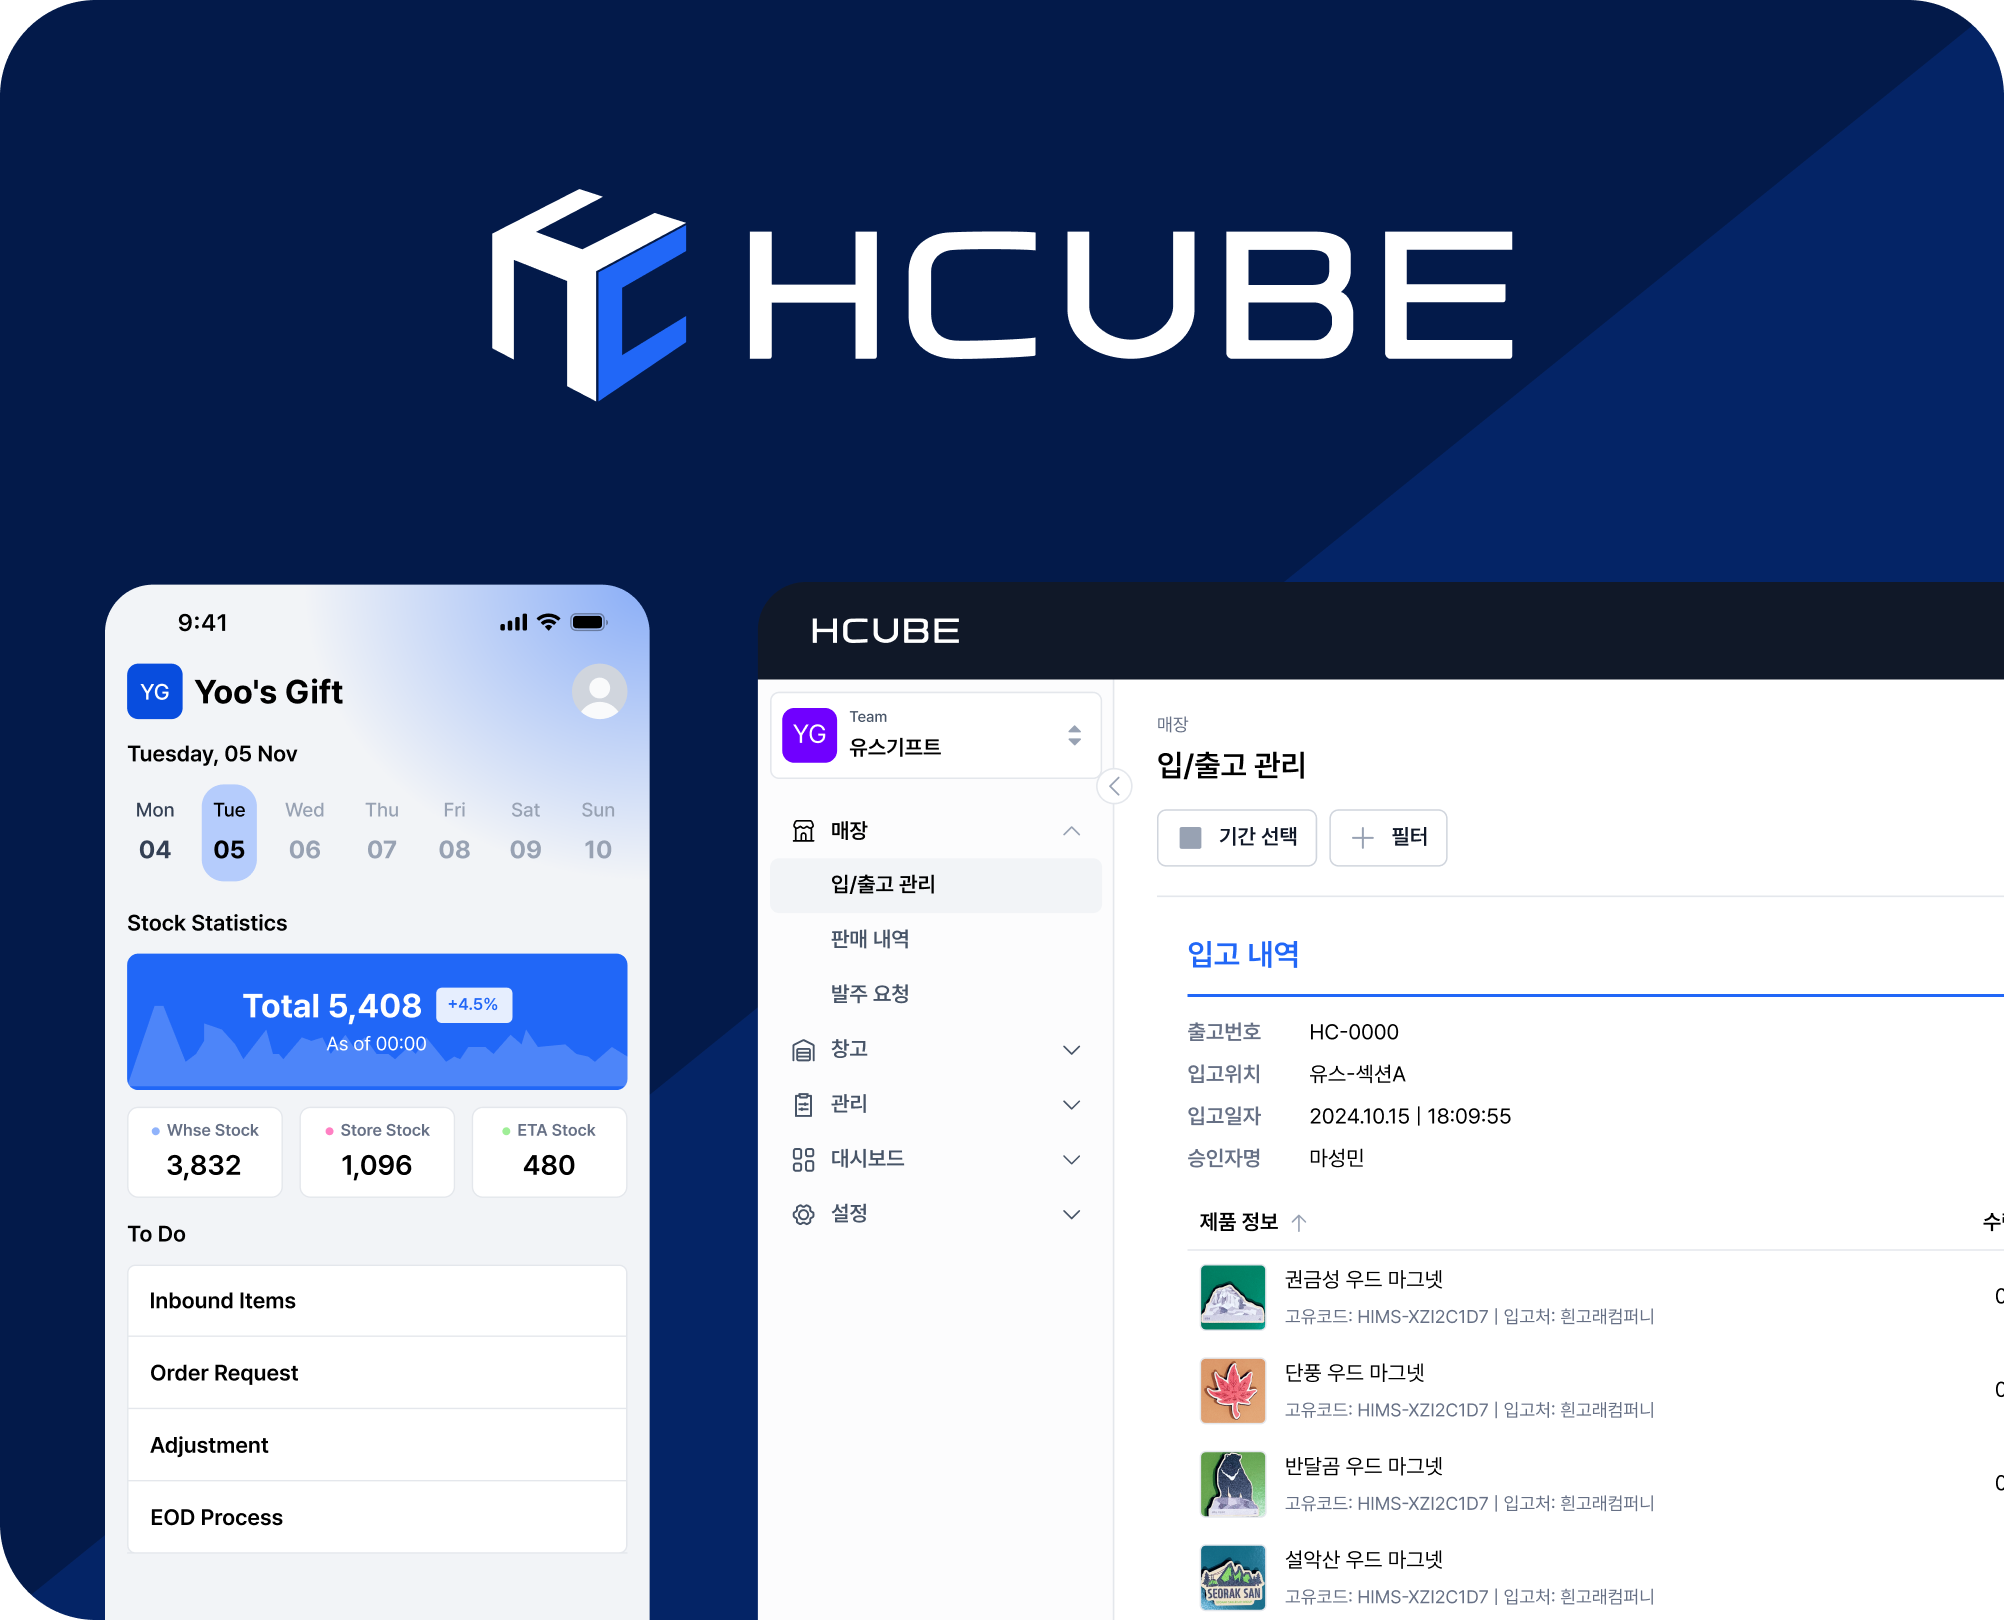 HCUBE
9:41
YG Yoo's Gift
Tuesday, 05 Nov
Mon Tue Wed Thu Fri Sat Sun
04 05 06 07 08 09 10
Stock Statistics
Total 5,408 +4.5%
As of 00:00
Whse Stock Store Stock ETA Stock
3,832 1,096 480
To Do
Inbound Items
Order Request
Adjustment
EOD Process
HCUBE
YG
Team
유스기프트
매장
입/출고 관리
판매 내역
발주 요청
창고
관리
대시보드
설정
매장
입/출고 관리
기간 선택 필터
입고 내역
출고번호 HC-0000
입고위치 유스-섹션A
입고일자 2024.10.15 | 18:09:55
승인자명 마성민
제품 정보
권금성 우드 마그넷
고유코드: HIMS-XZI2C1D7 | 입고처: 흰고래컴퍼니
단풍 우드 마그넷
고유코드: HIMS-XZI2C1D7 | 입고처: 흰고래컴퍼니
반달곰 우드 마그넷
고유코드: HIMS-XZI2C1D7 | 입고처: 흰고래컴퍼니
SEORAK SAN
설악산 우드 마그넷
고유코드: HIMS-XZI2C1D7 | 입고처: 흰고래컴퍼니